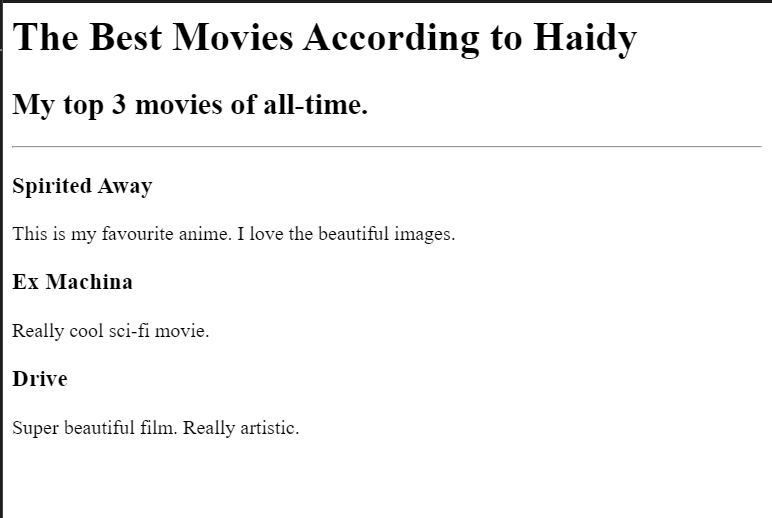 The Best Movies According to Haidy
My top 3 movies of all-time.
Spirited Away
This is my favourite anime. I love the beautiful images.
Ex Machina
Really cool sci-fi movie.
Drive
Super beautiful film. Really artistic.